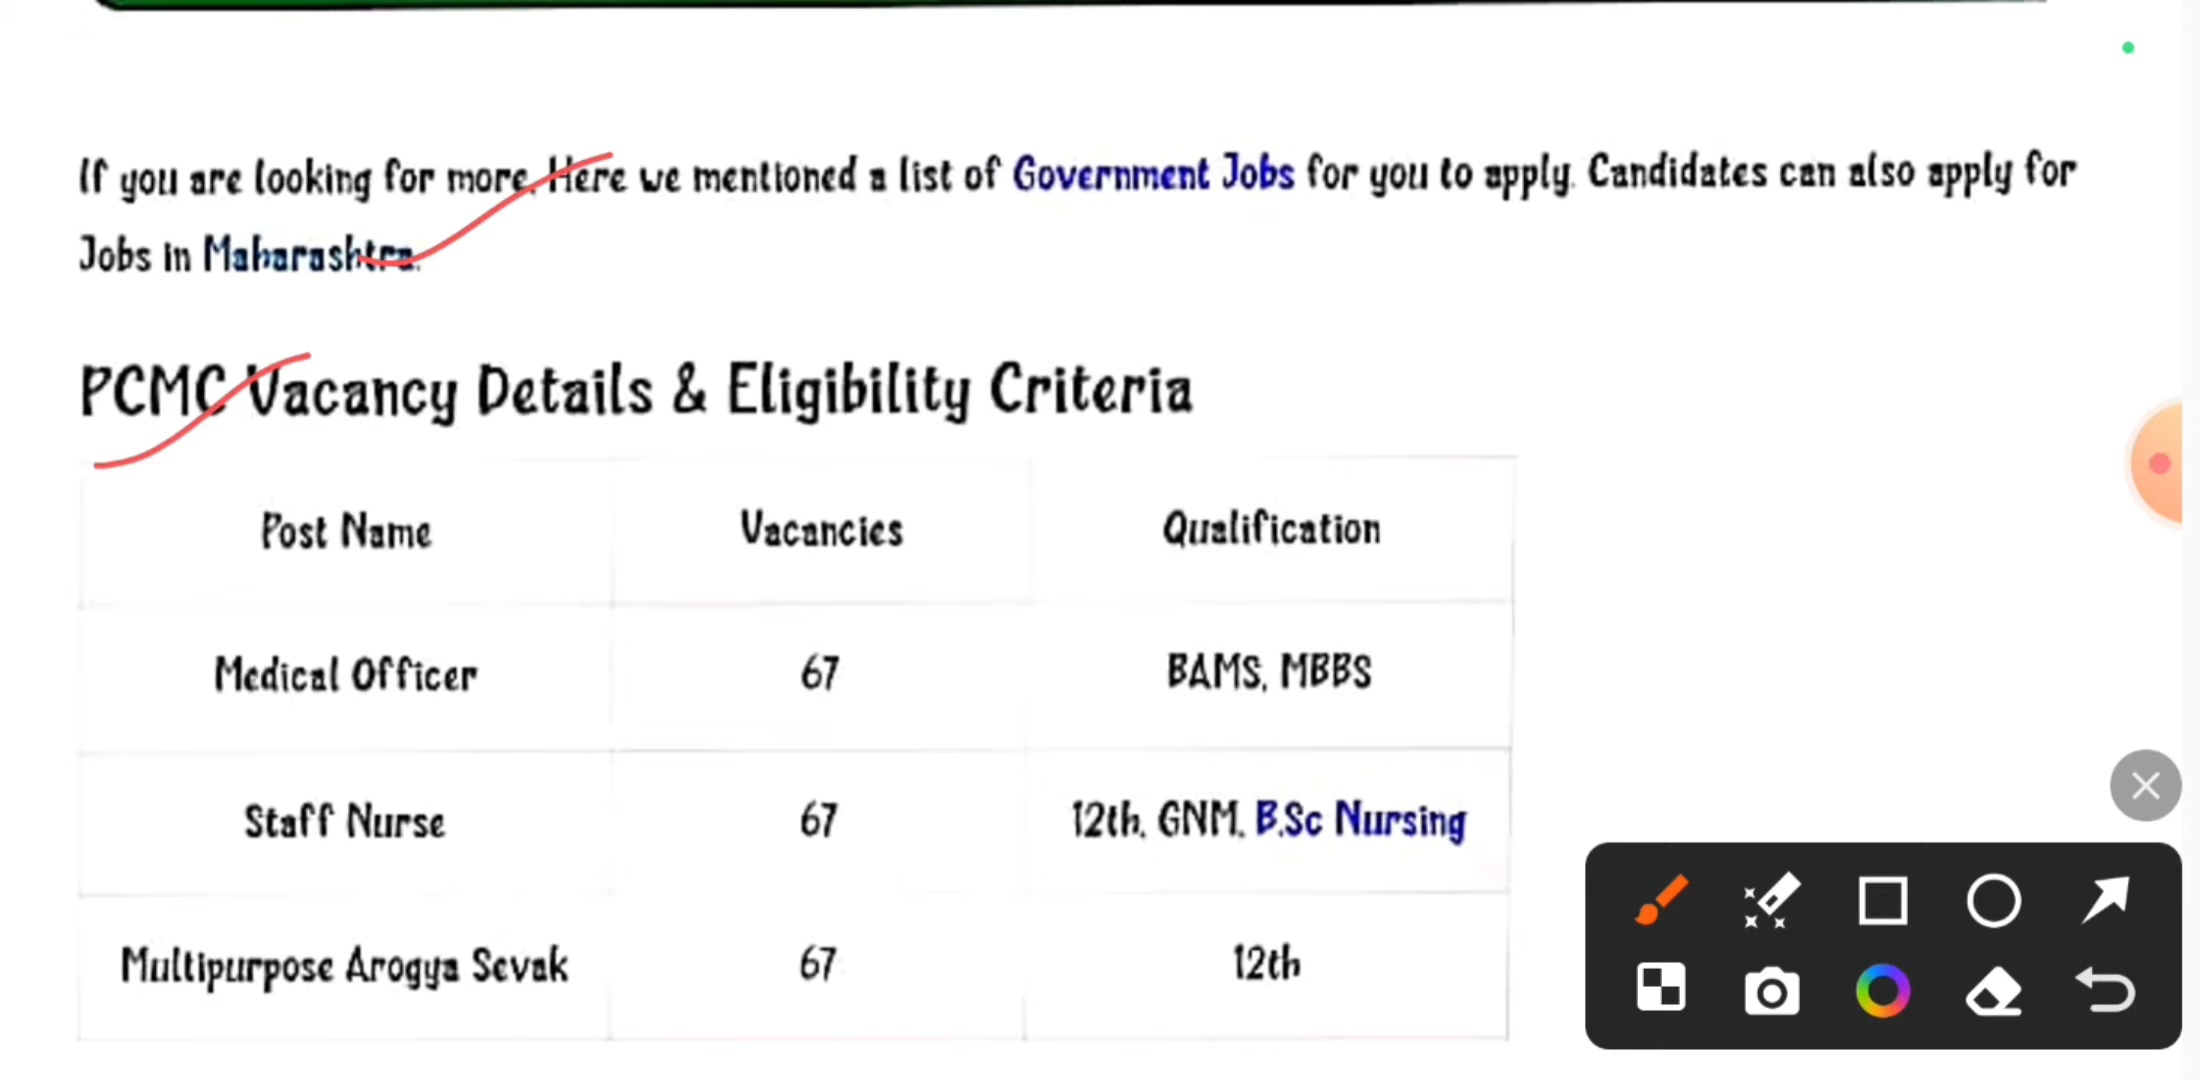 If you are looking for more. Here we mentioned a list of Government Jobs for you to apply. Candidates can also apply for
Jobs in Maharashtra.
PCMC Vacancy Details & Eligibility Criteria
Post Name Vacancies Qualification
Medical Officer 67 BAMS, MBBS
Staff Nurse 67 12th, GNM, B.Sc Nursing
Multipurpose Arogya Sevak 67 12th